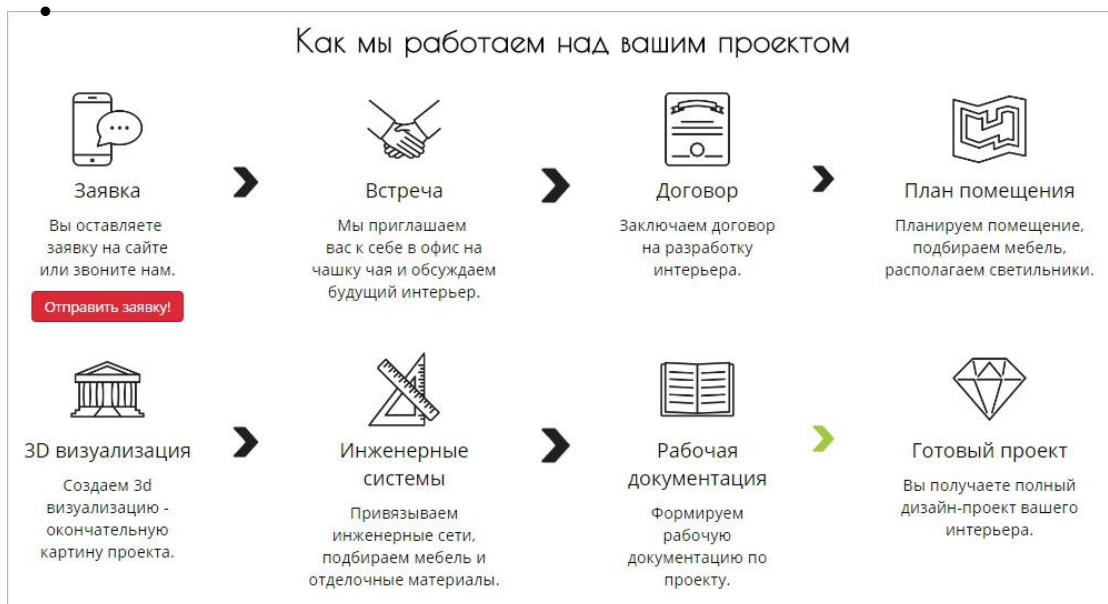 Как мы работаем над вашим проектом
Заявка
Вы оставляете
заявку на сайте
или звоните нам.
Отправить заявку!
Встреча
Мы приглашаем
вас к себе в офис на
чашку чая и обсуждаем
будущий интерьер.
Договор
Заключаем договор
на разработку
интерьера.
План помещения
Планируем помещение,
подбираем мебель,
располагаем светильники.
3D визуализация
Создаем 3d
визуализацию -
окончательную
картину проекта.
Инженерные
системы
Привязываем
инженерные сети,
подбираем мебель и
отделочные материалы.
Рабочая
документация
Формируем
рабочую
документацию по
проекту.
Готовый проект
Вы получаете полный
дизайн-проект вашего
интерьера.